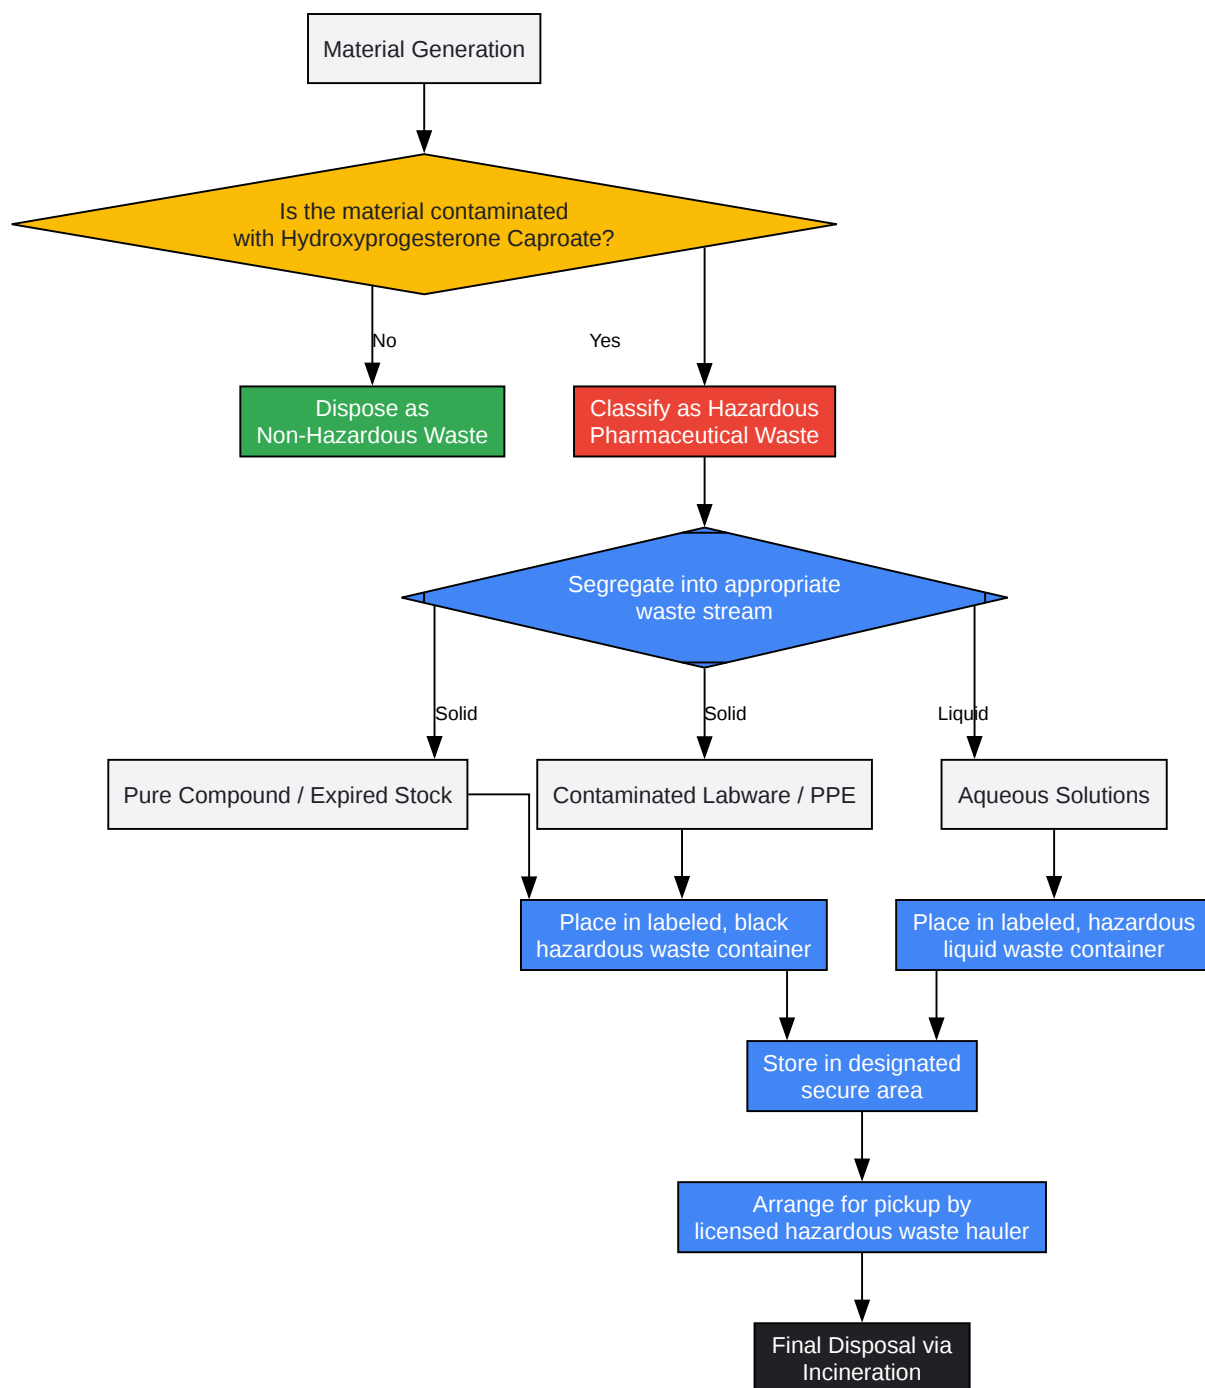 Material Generation
Is the material contaminated
with Hydroxyprogesterone Caproate?
No
Yes
Dispose as
Non-Hazardous Waste
Classify as Hazardous
Pharmaceutical Waste
Segregate into appropriate
waste stream
Solid
Solid
Liquid
Pure Compound / Expired Stock
Contaminated Labware / PPE
Aqueous Solutions
Place in labeled, black
hazardous waste container
Place in labeled, hazardous
liquid waste container
Store in designated
secure area
Arrange for pickup by
licensed hazardous waste hauler
Final Disposal via
Incineration